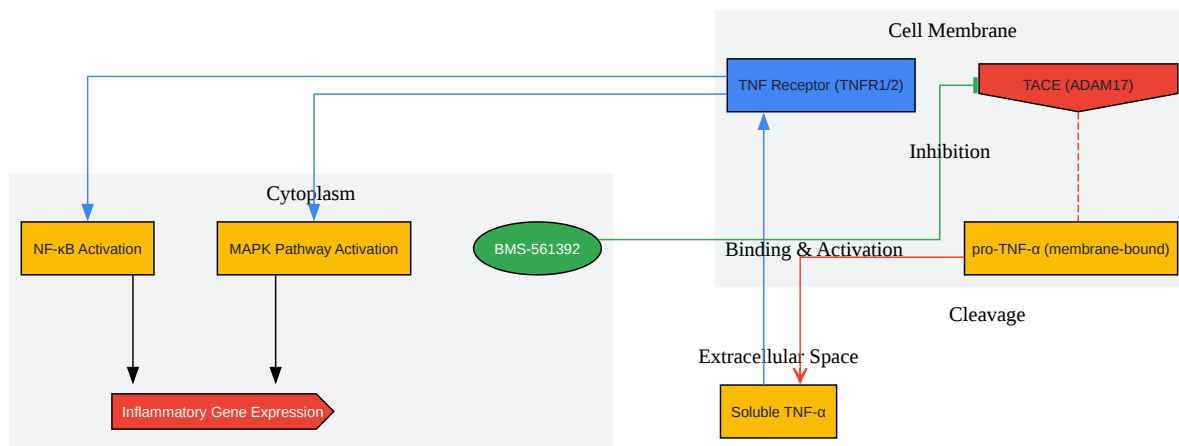 Cell Membrane
TNF Receptor (TNFR1/2)
TACE (ADAM17)
Inhibition
Cytoplasm
NF-κB Activation
MAPK Pathway Activation
BMS-561392
Binding & Activation
pro-TNF-α (membrane-bound)
Cleavage
Extracellular Space
Inflammatory Gene Expression
Soluble TNF-α